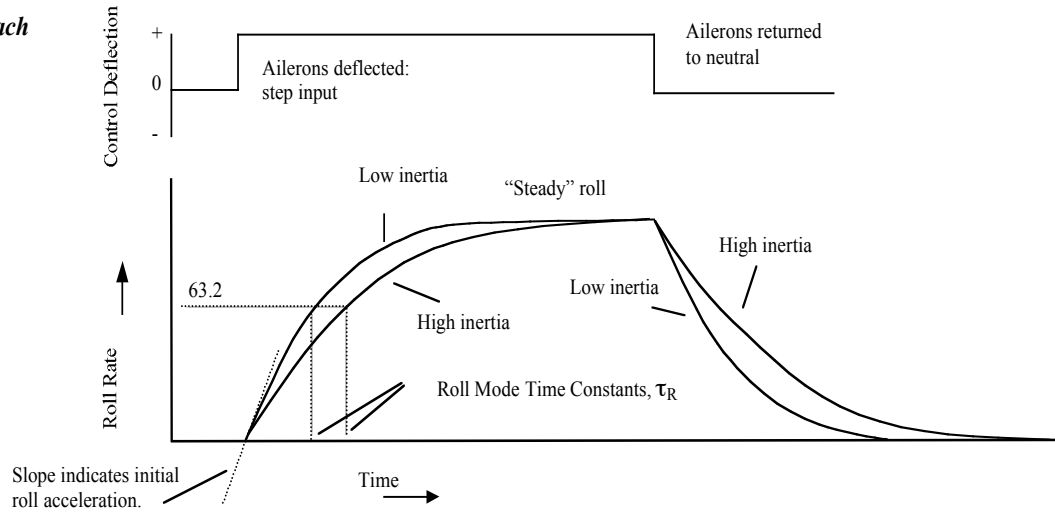 ach
Control Deflection
+
0
-
Ailerons deflected:
step input
Ailerons returned
to neutral
Low inertia
“Steady” roll
High inertia
Low inertia
63.2
High inertia
Roll Rate
Roll Mode Time Constants, τR
Slope indicates initial
roll acceleration.
Time